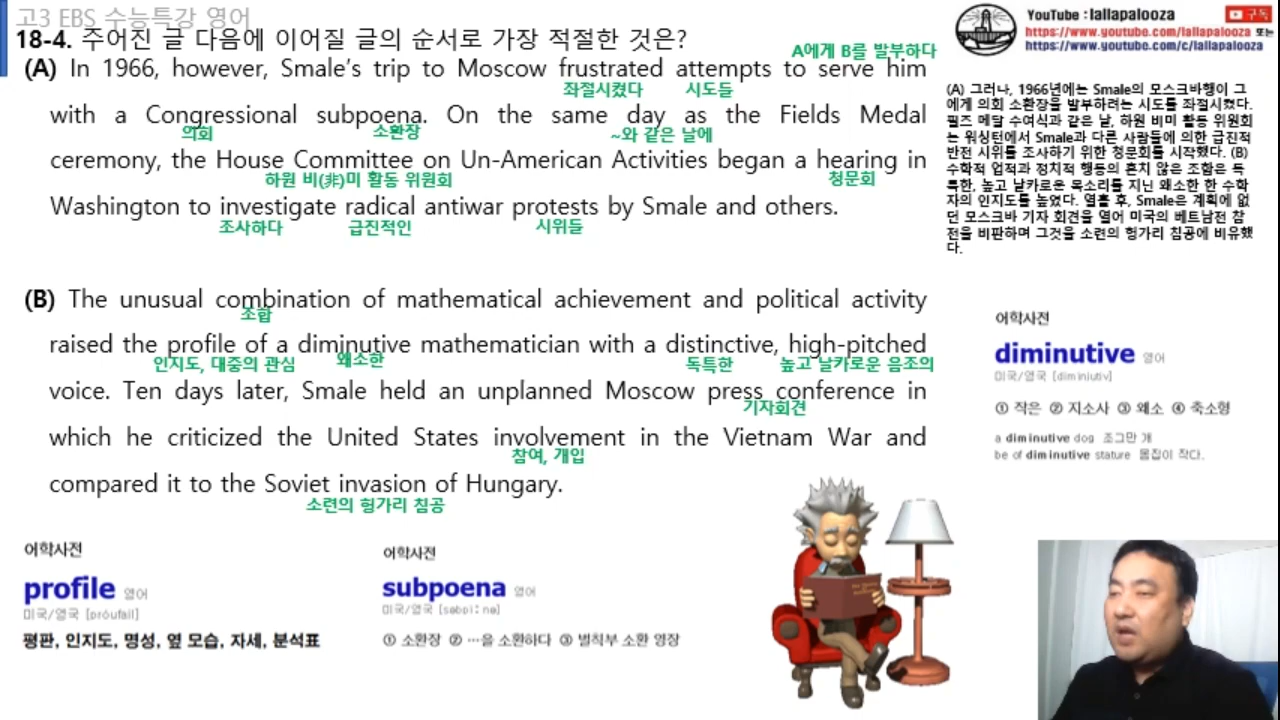 고3 EBS 수능특강 영어
18-4. 주어진 글 다음에 이어질 글의 순서로 가장 적절한 것은?
YouTube : lallapalooza
구독
https://www.youtube.com/lallapalooza 또는
https://www.youtube.com/c/lallapalooza
A에게 B를 발부하다
(A) In 1966, however, Smale's trip to Moscow frustrated attempts to serve him
좌절시켰다 시도들
with a Congressional subpoena. On the same day as the Fields Medal
의회 소환장 ~와 같은 날에
ceremony, the House Committee on Un-American Activities began a hearing in
하원 비(非)미 활동 위원회 청문회
Washington to investigate radical antiwar protests by Smale and others.
조사하다 급진적인 시위들
(B) The unusual combination of mathematical achievement and political activity
조합
raised the profile of a diminutive mathematician with a distinctive, high-pitched
인지도, 대중의 관심 왜소한 독특한 높고 날카로운 음조의
voice. Ten days later, Smale held an unplanned Moscow press conference in
기자회견
which he criticized the United States involvement in the Vietnam War and
참여, 개입
compared it to the Soviet invasion of Hungary.
소련의 헝가리 침공
(A) 그러나, 1966년에는 Smale의 모스크바행이 그
에게 의회 소환장을 발부하려는 시도를 좌절시켰다.
필즈 메달 수여식과 같은 날, 하원 비미 활동 위원회
는 워싱턴에서 Smale과 다른 사람들에 의한 급진적
반전 시위를 조사하기 위한 청문회를 시작했다. (B)
수학적 업적과 정치적 행동의 흔치 않은 조합은 독
특한, 높고 날카로운 목소리를 지닌 왜소한 한 수학
자의 인지도를 높였다. 열흘 후, Smale은 계획에 없
던 모스크바 기자 회견을 열어 미국의 베트남전 참
전을 비판하며 그것을 소련의 헝가리 침공에 비유했
다.
어학사전
diminutive 영어
미국/영국 [diminjutiv]
① 작은 ② 지소사 ③ 왜소 ④ 축소형
a diminutive dog 조그만 개
be of diminutive stature 몸집이 작다.
어학사전
profile 영어
미국/영국 [proufail]
평판, 인지도, 명성, 옆 모습, 자세, 분석표
어학사전
subpoena 영어
미국/영국 [səbpiːnə]
① 소환장 ② …을 소환하다 ③ 벌칙부 소환 영장